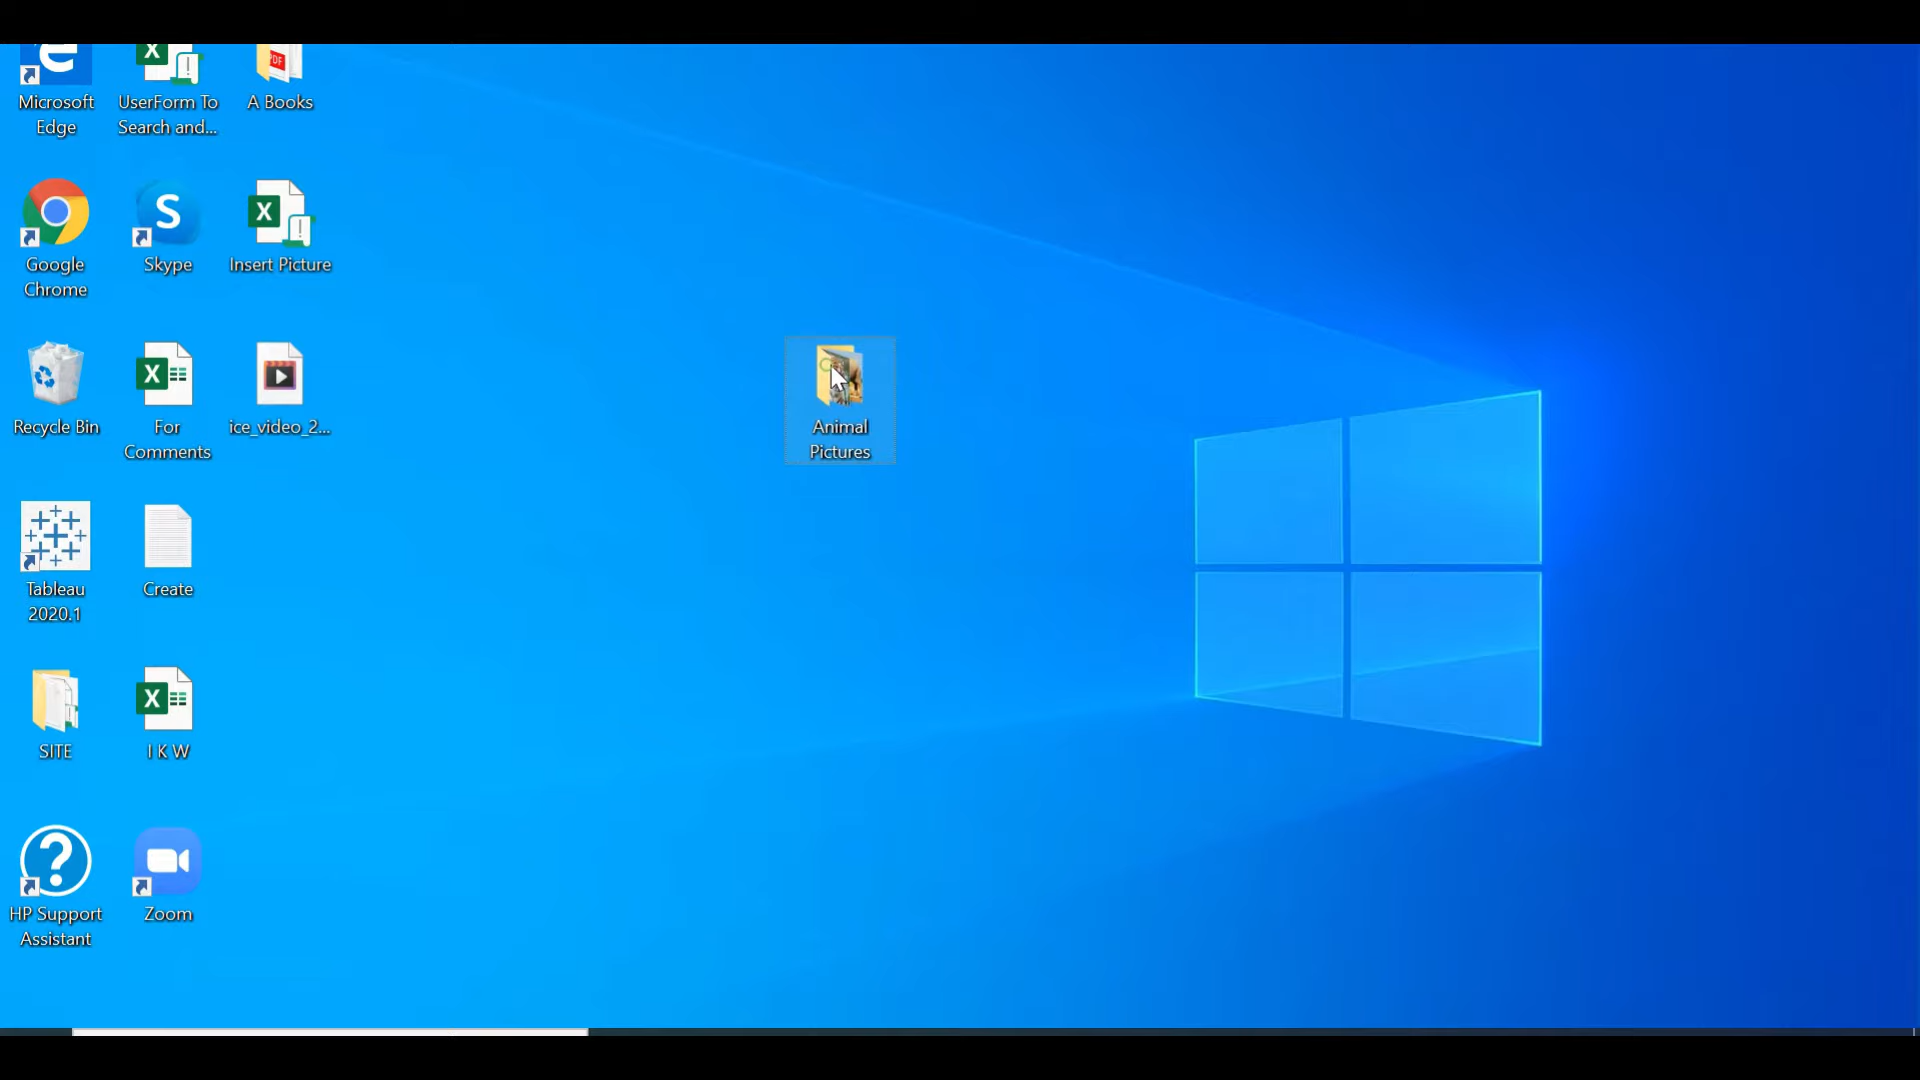 Microsoft
Edge
UserForm To
Search and...
A Books
Google
Chrome
Skype
Insert Picture
Recycle Bin
For
Comments
ice_video_2...
Animal
Pictures
Tableau
2020.1
Create
SITE
I K W
HP Support
Assistant
Zoom